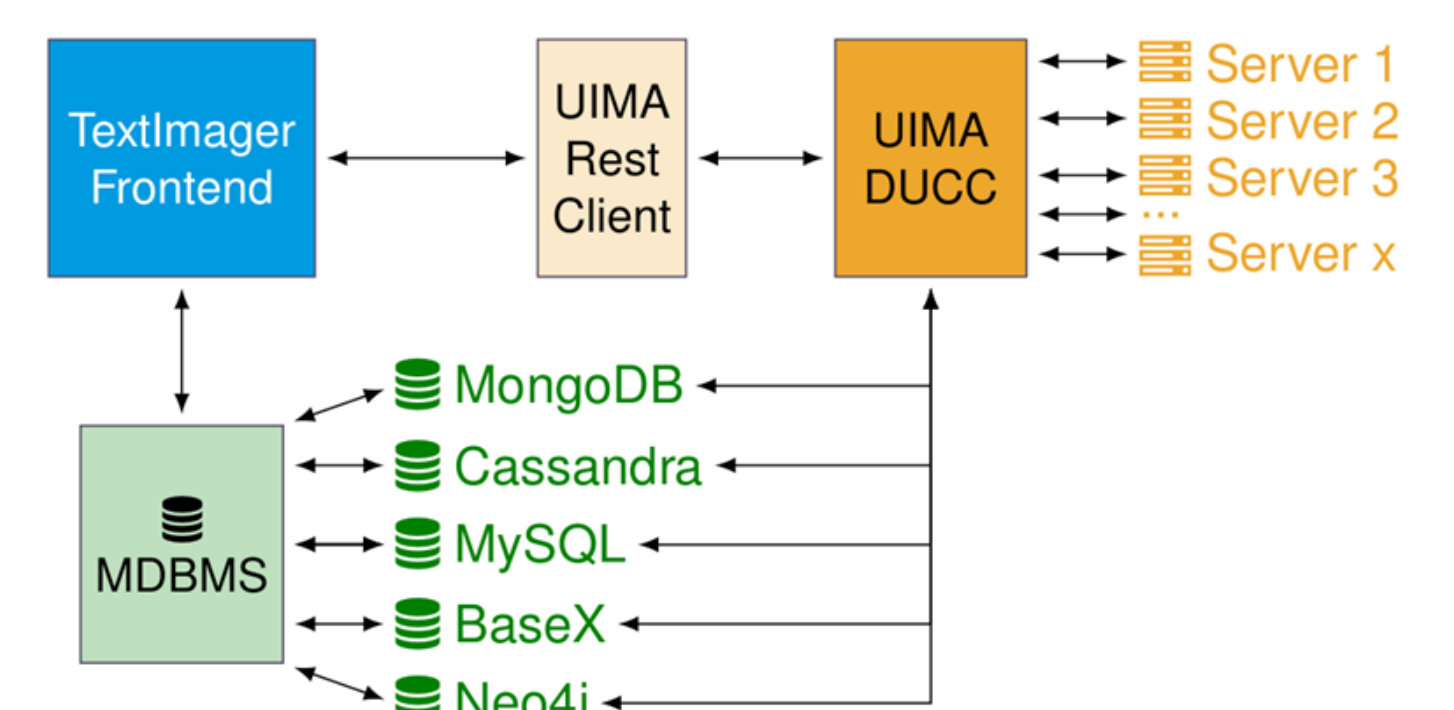 TextImager
Frontend
UIMA
Rest
Client
UIMA
DUCC
Server 1
Server 2
Server 3
...
Server x
MongoDB
Cassandra
MySQL
BaseX
Neo4j
MDBMS